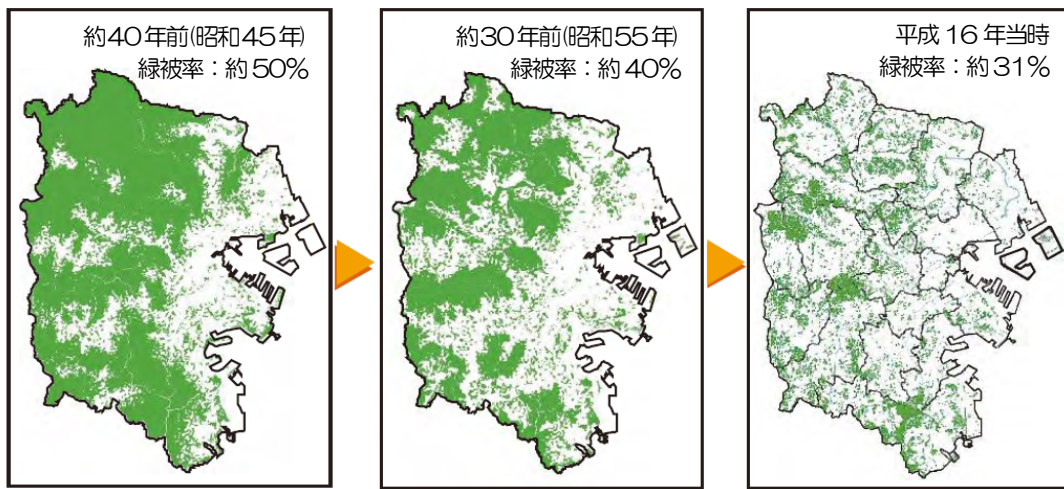 約40年前(昭和45年)
緑被率：約50%
約30年前(昭和55年)
緑被率：約40%
平成16年当時
緑被率：約31%